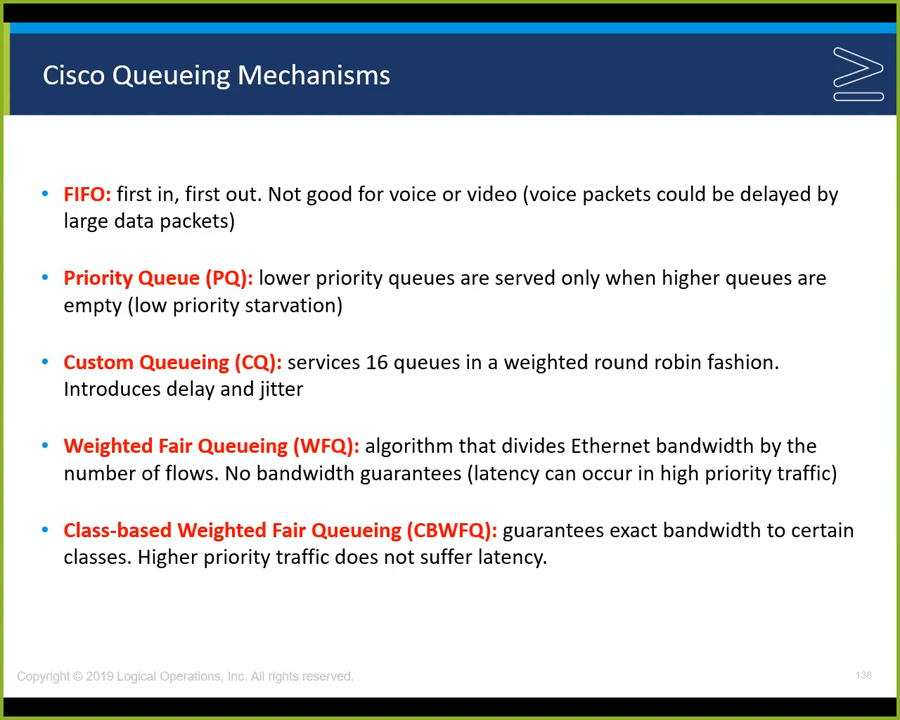 Cisco Queueing Mechanisms
• FIFO: first in, first out. Not good for voice or video (voice packets could be delayed by
large data packets)
• Priority Queue (PQ): lower priority queues are served only when higher queues are
empty (low priority starvation)
• Custom Queueing (CQ): services 16 queues in a weighted round robin fashion.
Introduces delay and jitter
• Weighted Fair Queueing (WFQ): algorithm that divides Ethernet bandwidth by the
number of flows. No bandwidth guarantees (latency can occur in high priority traffic)
• Class-based Weighted Fair Queueing (CBWFQ): guarantees exact bandwidth to certain
classes. Higher priority traffic does not suffer latency.
Copyright © 2019 Logical Operations, Inc. All rights reserved.
138